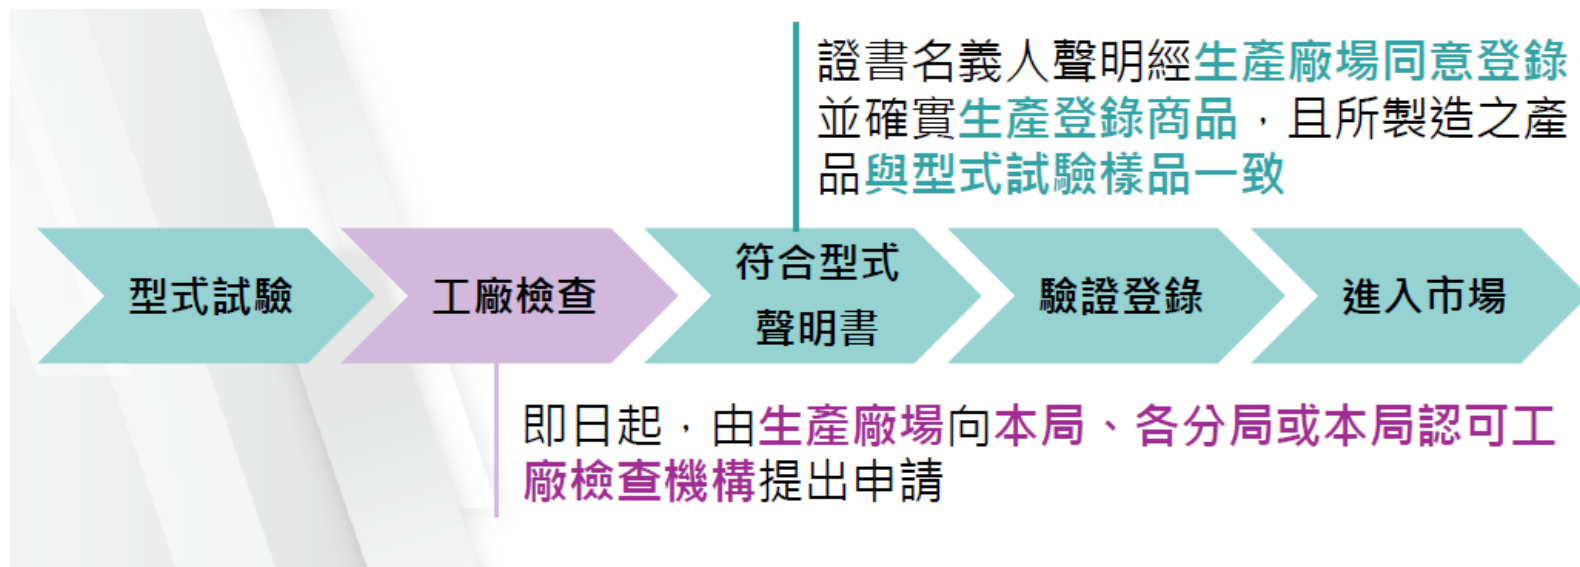 證書名義人聲明經生產廠場同意登錄
並確實生產登錄商品，且所製造之產
品與型式試驗樣品一致
型式試驗
工廠檢查
符合型式
聲明書
驗證登錄
進入市場
即日起，由生產廠場向本局、各分局或本局認可工
廠檢查機構提出申請